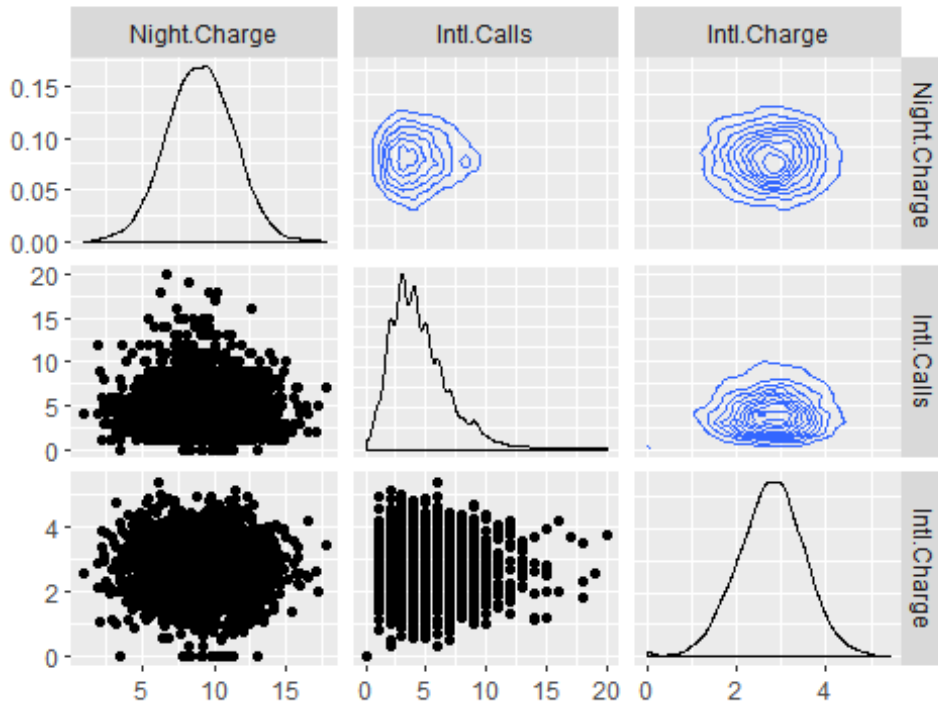 Night.Charge Intl.Calls Intl.Charge
0.15
0.10
0.05
0.00
Night.Charge
20
15
10
5
0
Intl.Calls
4
2
0
Intl.Charge
5 10 15 0 5 10 15 20 0 2 4